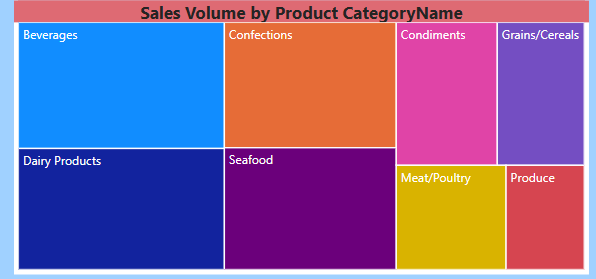 Sales Volume by Product CategoryName
Beverages
Confections
Condiments
Grains/Cereals
Dairy Products
Seafood
Meat/Poultry
Produce